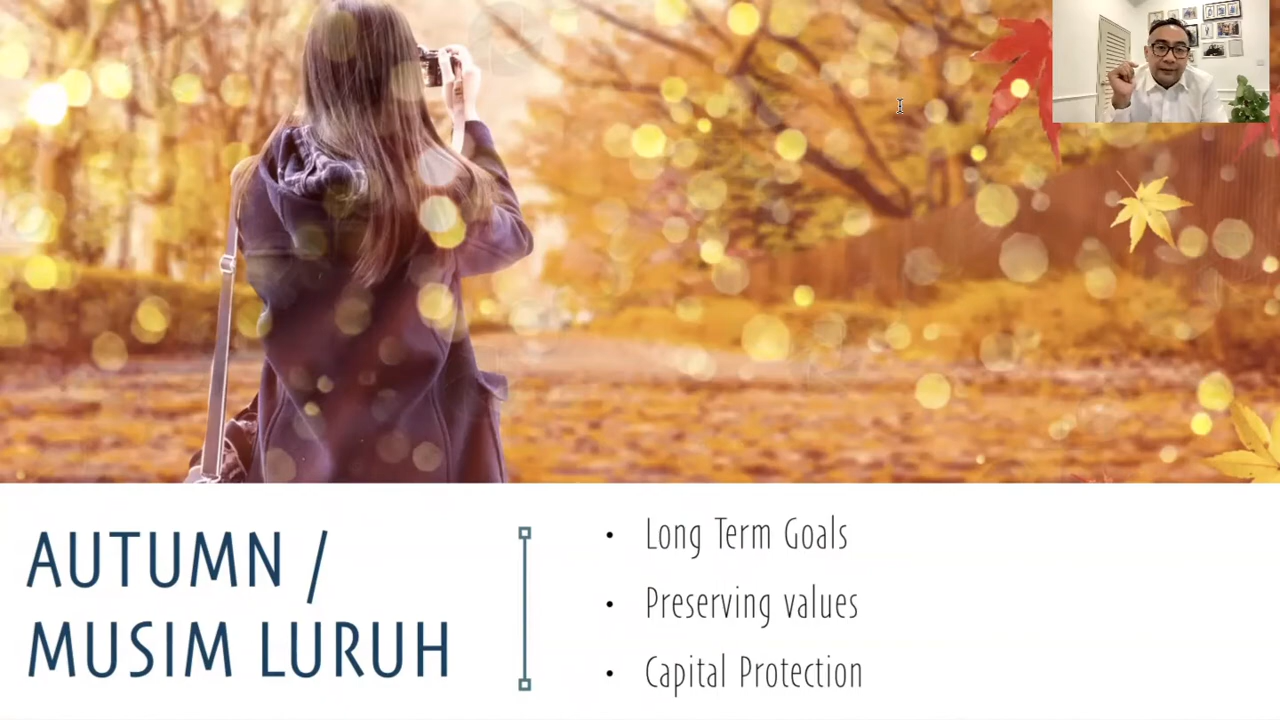 AUTUMN /
MUSIM LURUH
• Long Term Goals
• Preserving values
• Capital Protection